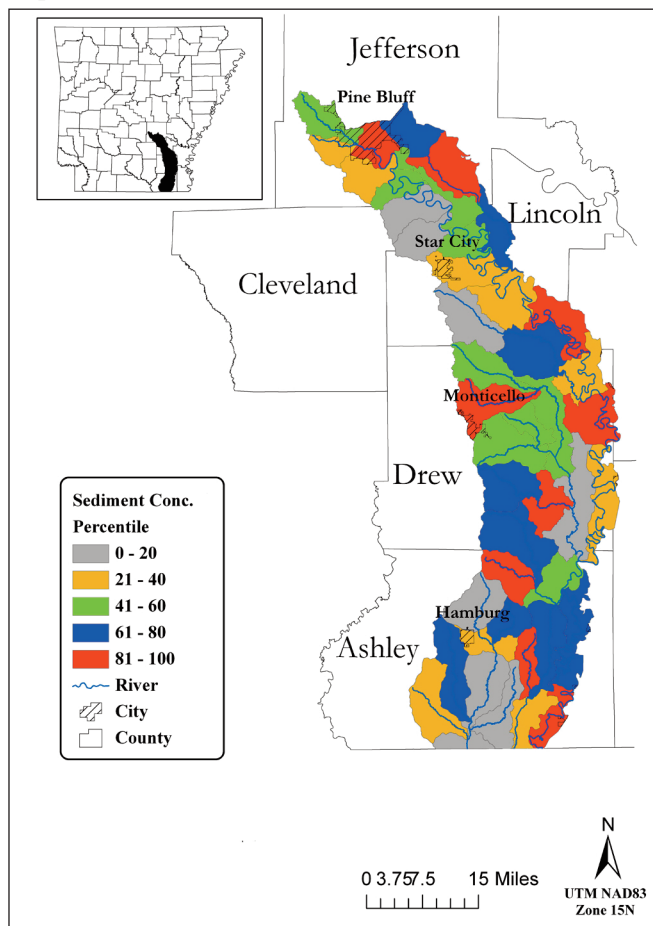 Jefferson
Pine Bluff
Lincoln
Star City
Cleveland
Monticello
Drew
Sediment Conc.
Percentile
0 - 20
21 - 40
41 - 60
61 - 80
81 - 100
River
City
County
Hamburg
Ashley
N
0 3.757.5 15 Miles
UTM NAD83
Zone 15N